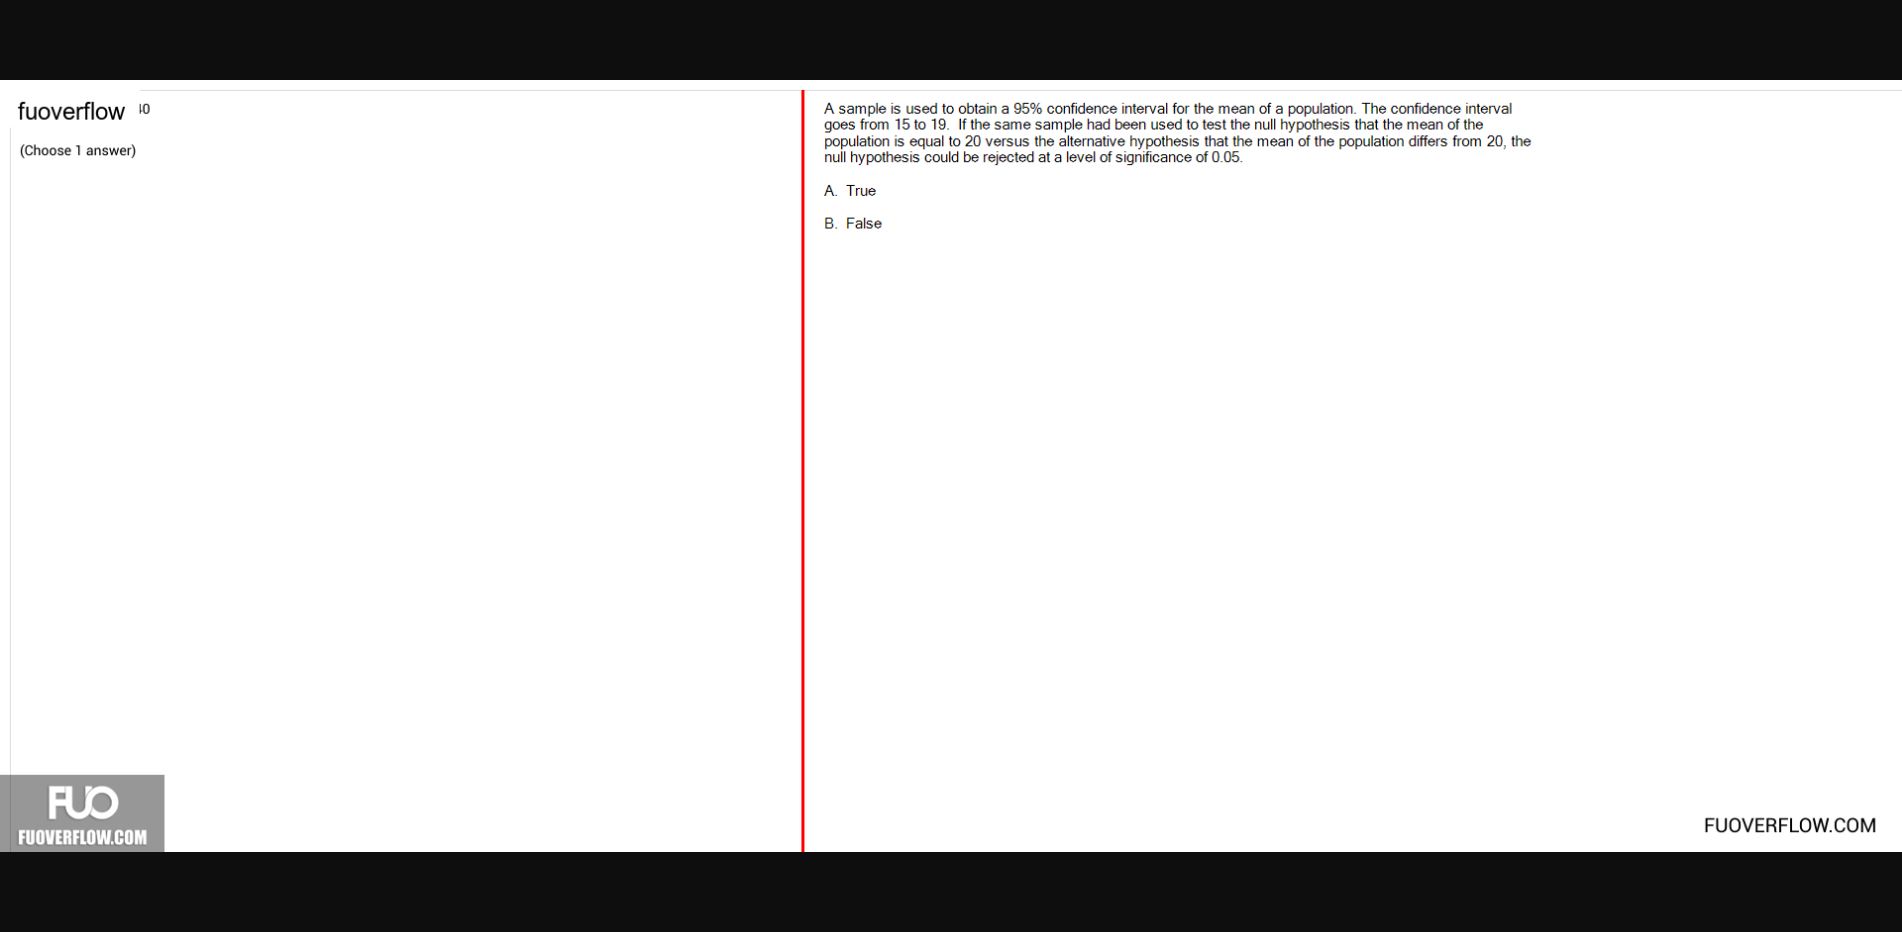 fuoverflow
(Choose 1 answer)
A sample is used to obtain a 95% confidence interval for the mean of a population. The confidence interval
goes from 15 to 19. If the same sample had been used to test the null hypothesis that the mean of the
population is equal to 20 versus the alternative hypothesis that the mean of the population differs from 20, the
null hypothesis could be rejected at a level of significance of 0.05.
A. True
B. False
FUO
FUOVERFLOW.COM
FUOVERFLOW.COM